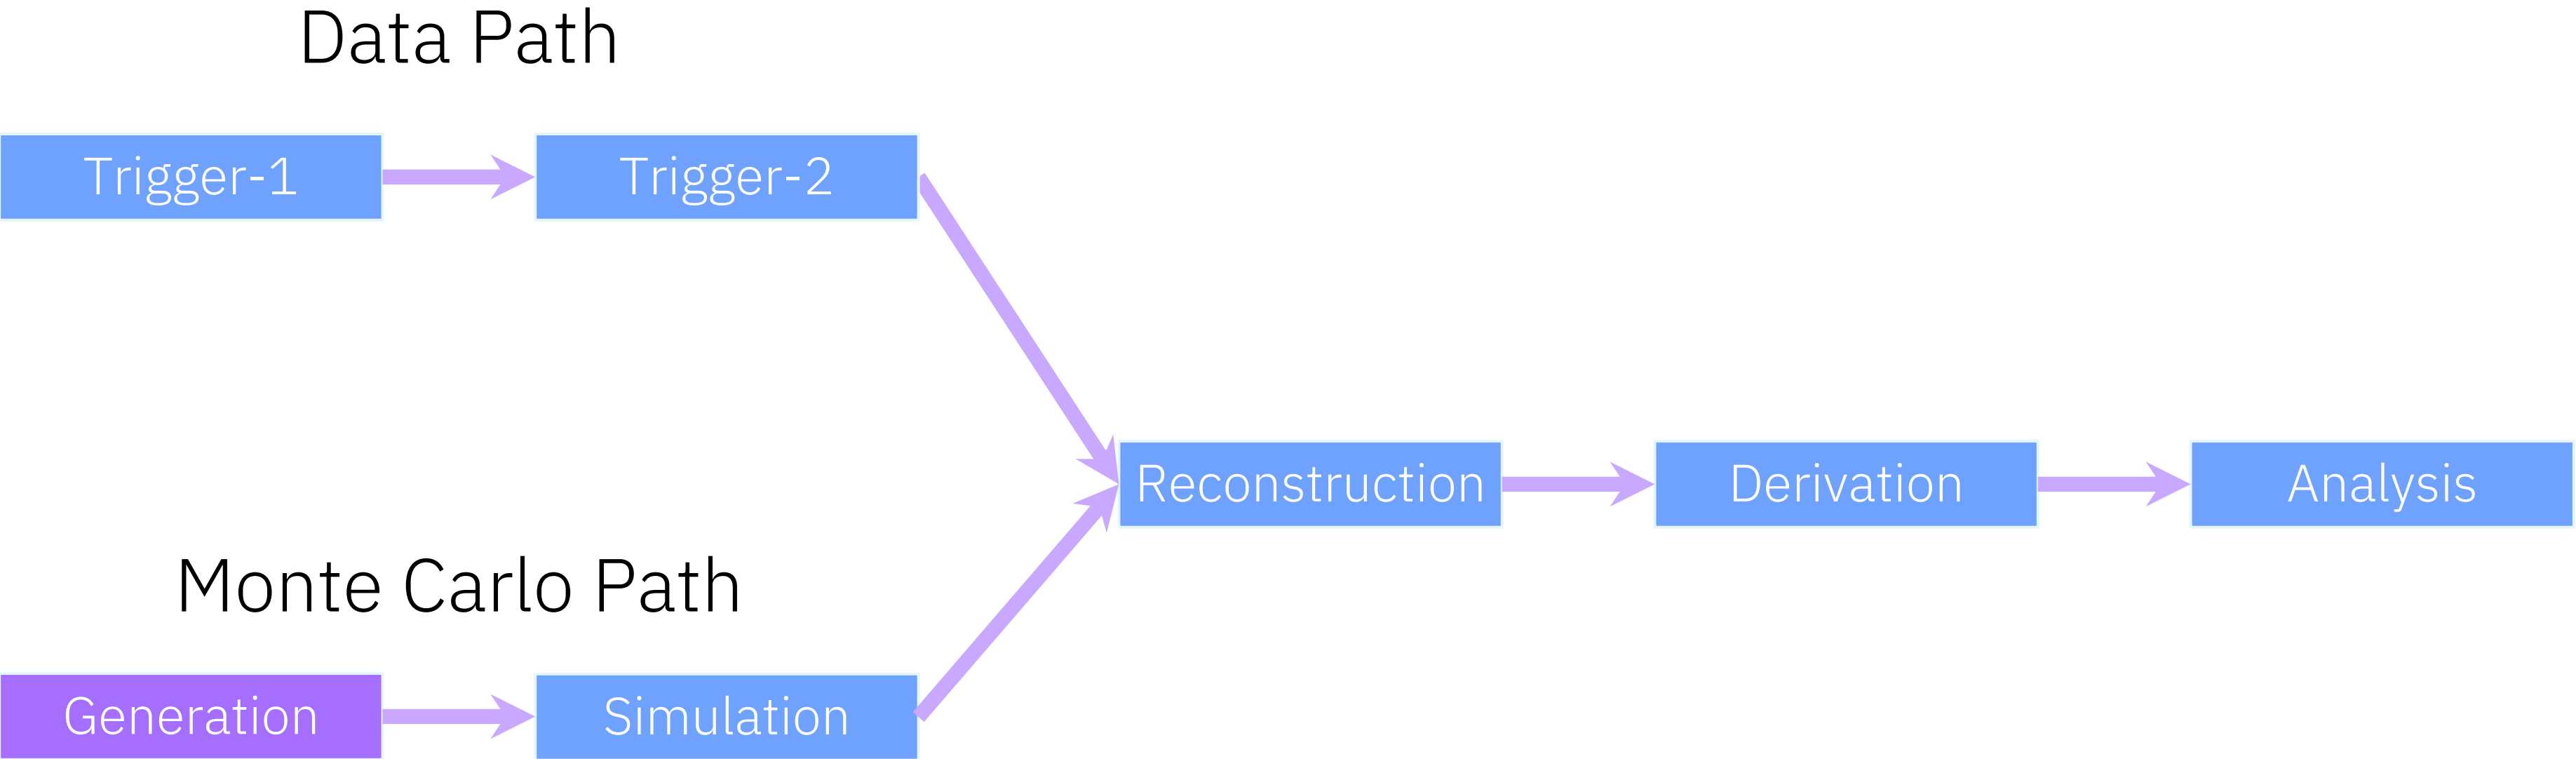 Data Path
Trigger-1
Trigger-2
Reconstruction
Derivation
Analysis
Monte Carlo Path
Generation
Simulation